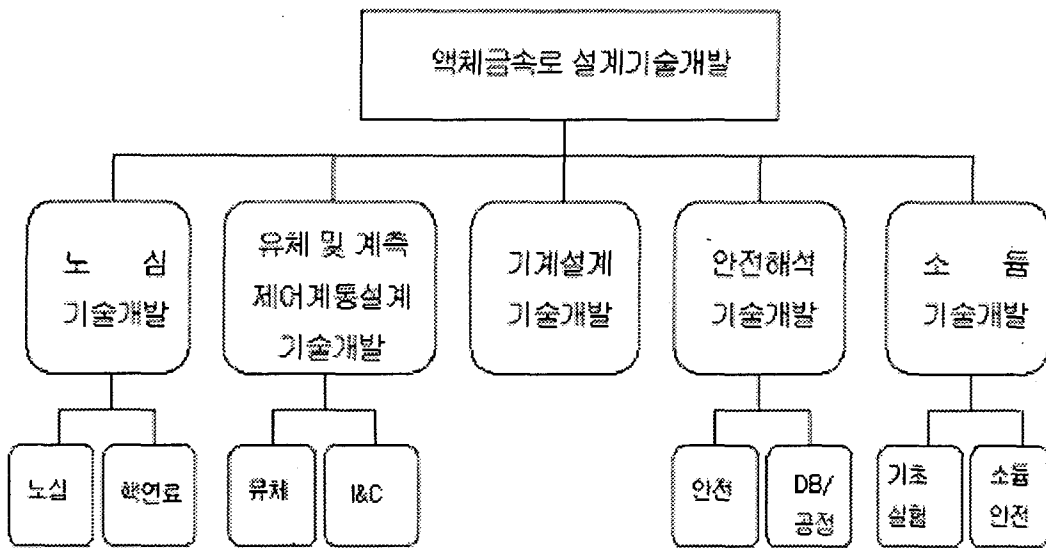 액체금속로 설계기술개발
노 심
기술개발
유체 및 계측
제어계통설계
기술개발
기계설계
기술개발
안전해석
기술개발
소 듐
기술개발
노심
핵연료
유체
I&C
안전
DB/
공정
기초
실험
소듐
안전